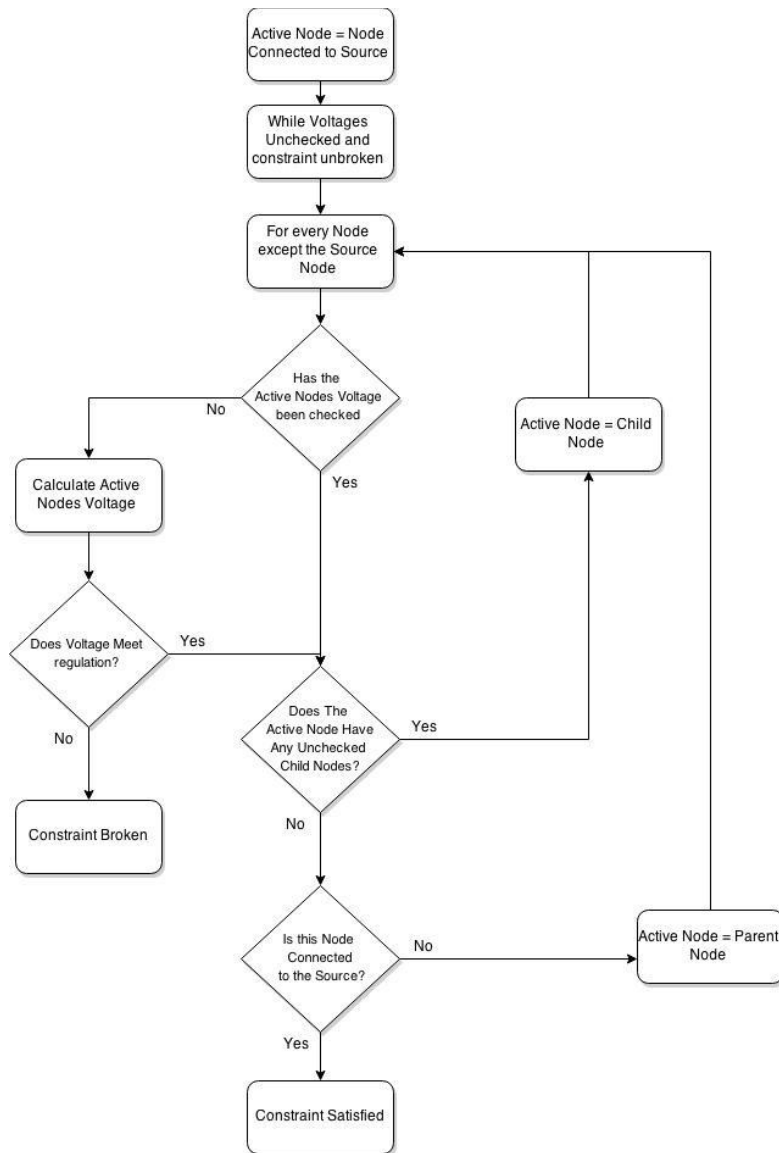 Active Node = Node
Connected to Source
While Voltages
Unchecked and
constraint unbroken
For every Node
except the Source
Node
Has the
Active Nodes Voltage
been checked
No
Yes
Active Node = Child
Node
Calculate Active
Nodes Voltage
Does Voltage Meet
regulation?
Yes
No
Does The
Active Node Have
Any Unchecked
Child Nodes?
Yes
No
Constraint Broken
Is this Node
Connected
to the Source?
No
Yes
Active Node = Parent
Node
Constraint Satisfied